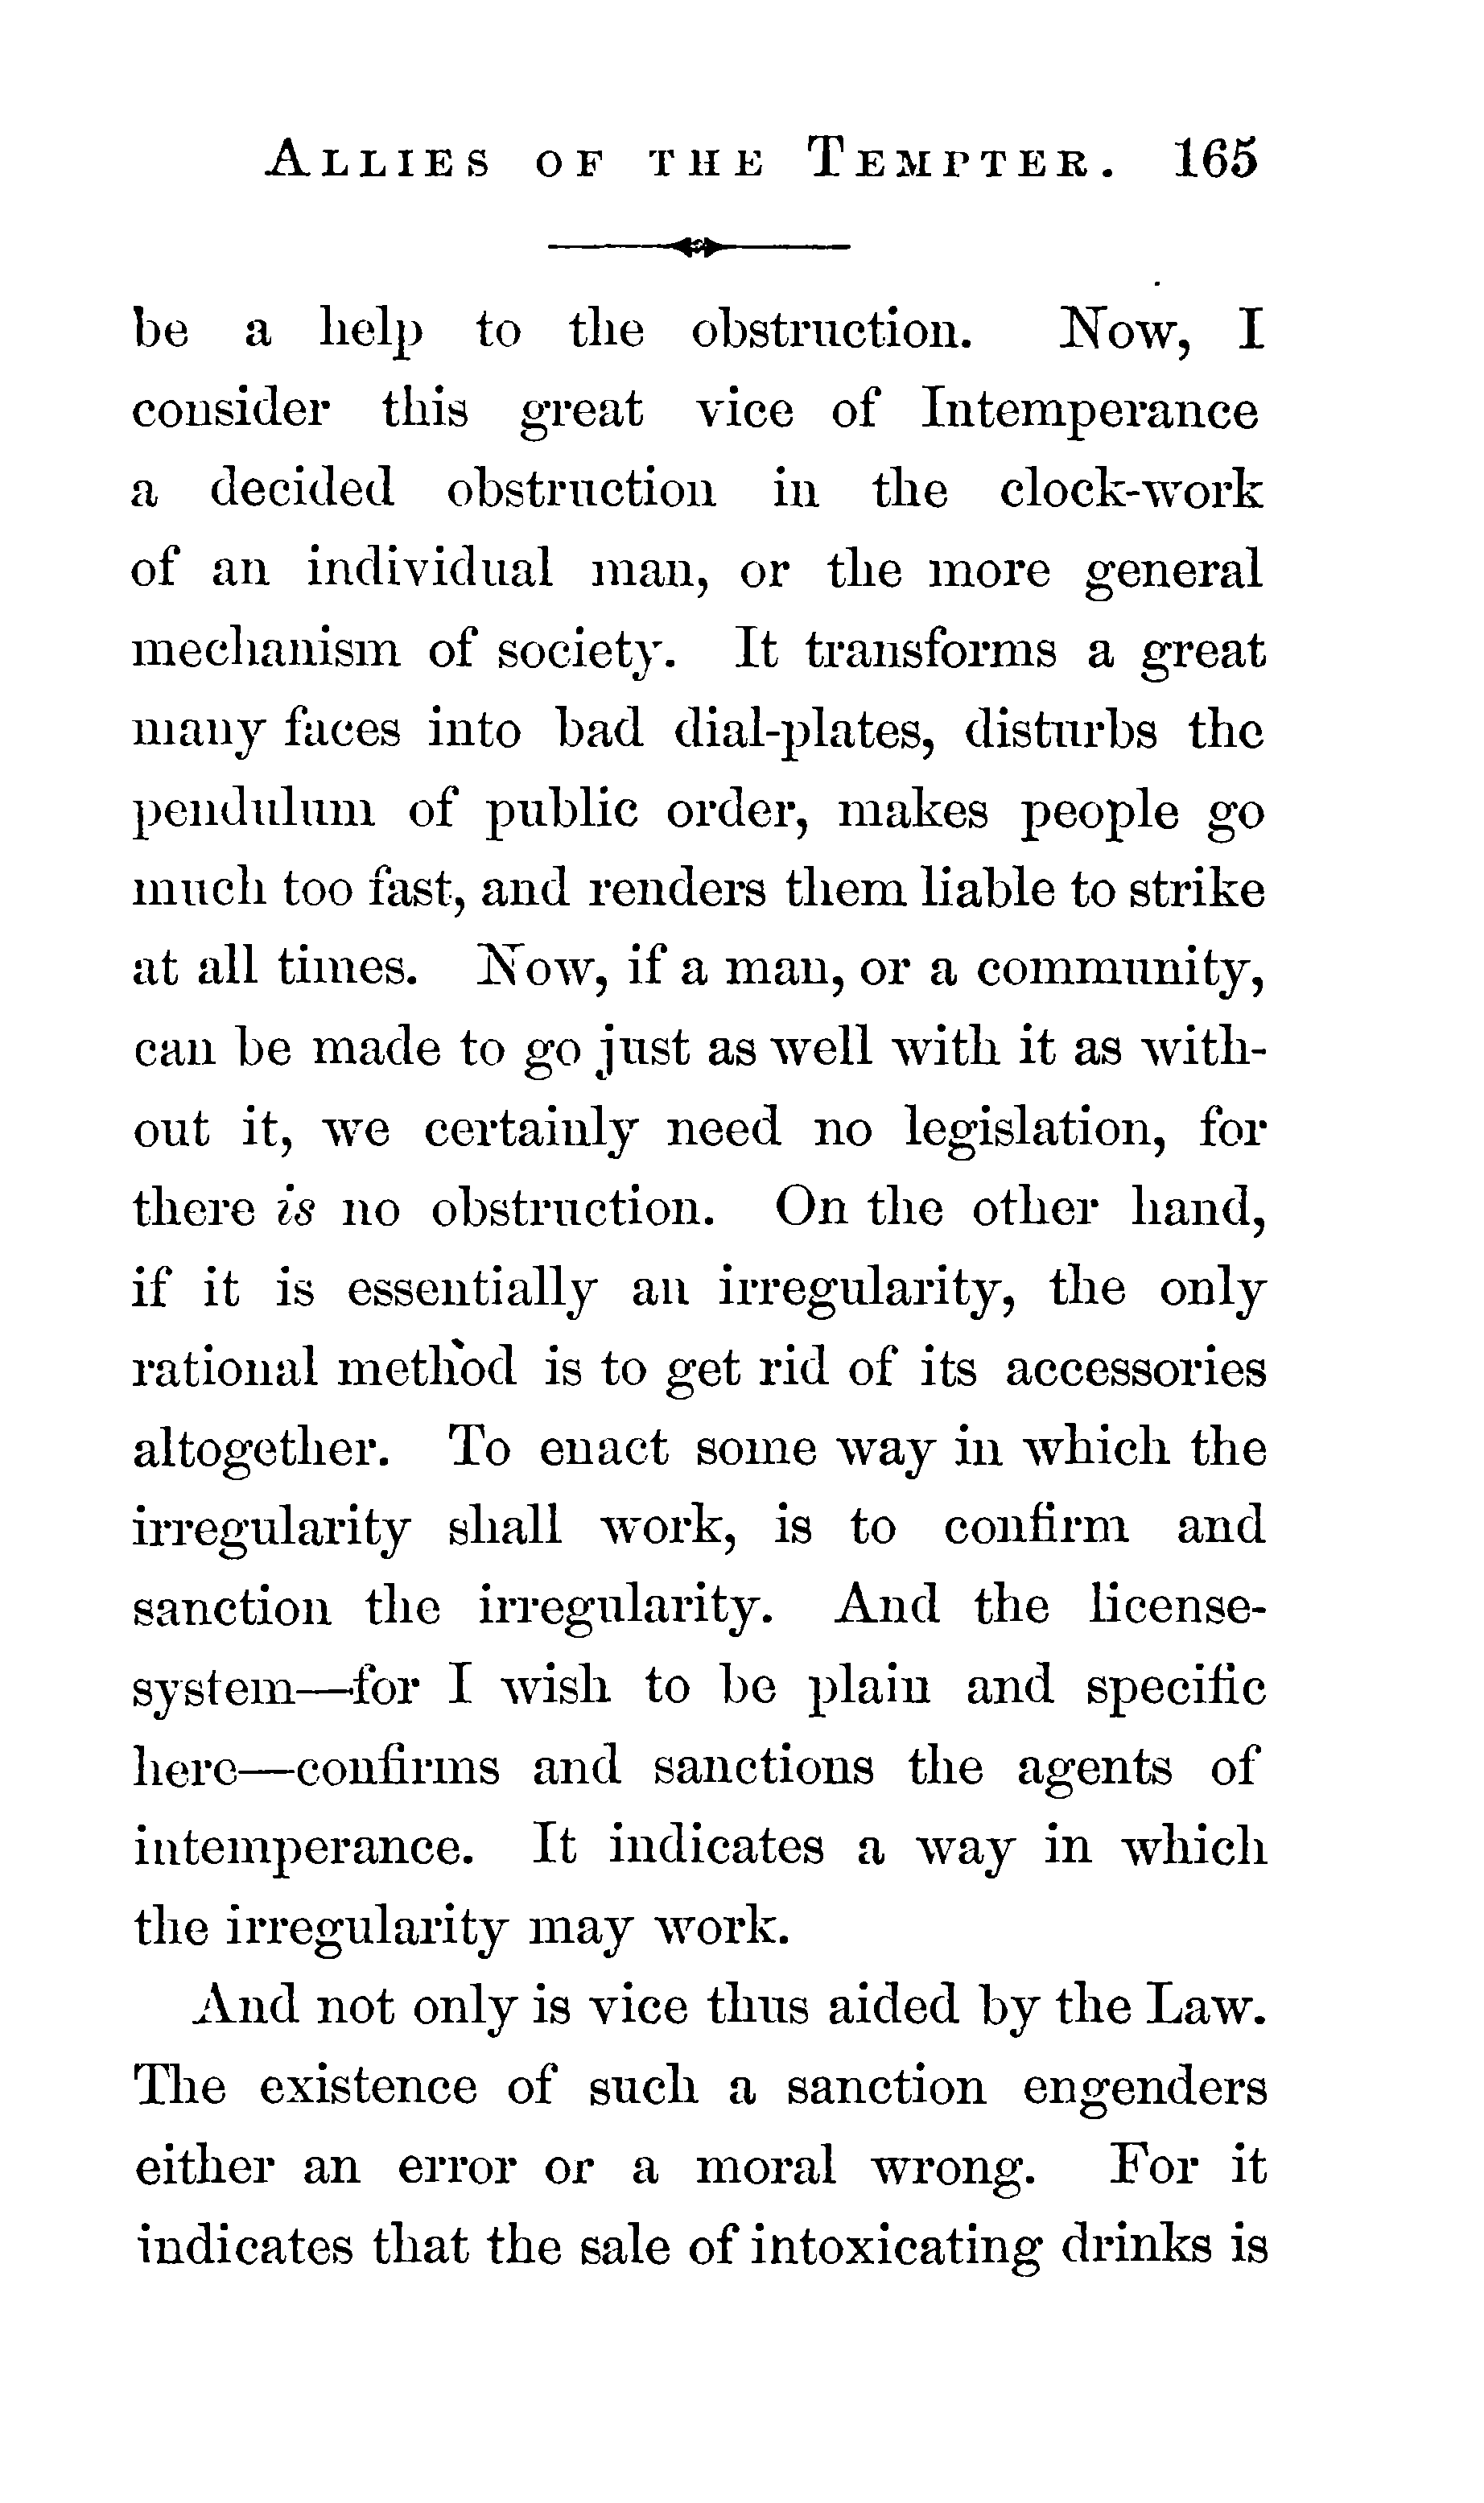 ALLIES OF THE TEMPTER. 165
be a help to the obstruction. Now, I
consider this great vice of Intemperance
a decided obstruction in the clock-work
of an individual man, or the more general
mechanism of society. It transforms a great
many faces into bad dial-plates, disturbs the
pendulum of public order, makes people go
much too fast, and renders them liable to strike
at all times. Now, if a man, or a community,
can be made to go just as well with it as with-
out it, we certainly need no legislation, for
there is no obstruction. On the other hand,
if it is essentially an irregularity, the only
rational method is to get rid of its accessories
altogether. To enact some way in which the
irregularity shall work, is to confirm and
sanction the irregularity. And the license-
system—for I wish to be plain and specific
here—confirms and sanctions the agents of
intemperance. It indicates a way in which
the irregularity may work.
And not only is vice thus aided by the Law.
The existence of such a sanction engenders
either an error or a moral wrong. For it
indicates that the sale of intoxicating drinks is